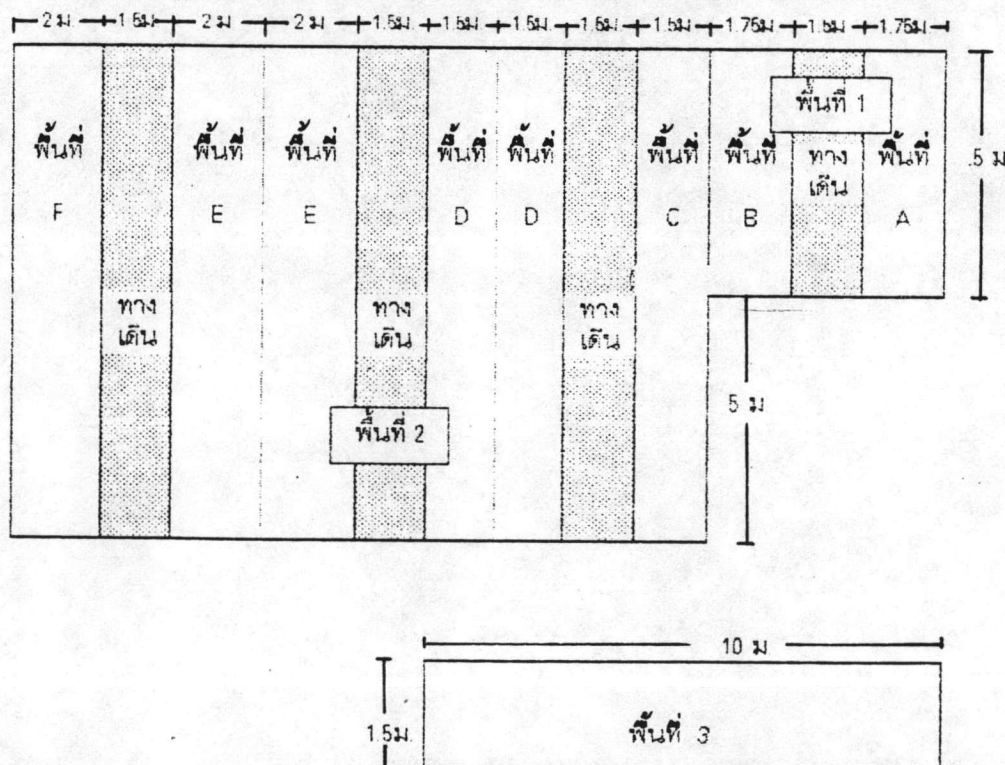 2 ม. 1.5ม. 2 ม 2 ม 1.5ม. 1.5ม 1.5ม. 1.5ม. 1.5ม 1.75ม. 1.5ม 1.75ม.
พื้นที่ 1
พื้นที่ พื้นที่ พื้นที่ พื้นที่ พื้นที่ พื้นที่ พื้นที่ ทาง พื้นที่
.5 ม
เดิน
F E E D D C B A
ทาง ทาง ทาง
เดิน เดิน เดิน
5 ม
พื้นที่ 2
10 ม
1.5ม.
พื้นที่ 3